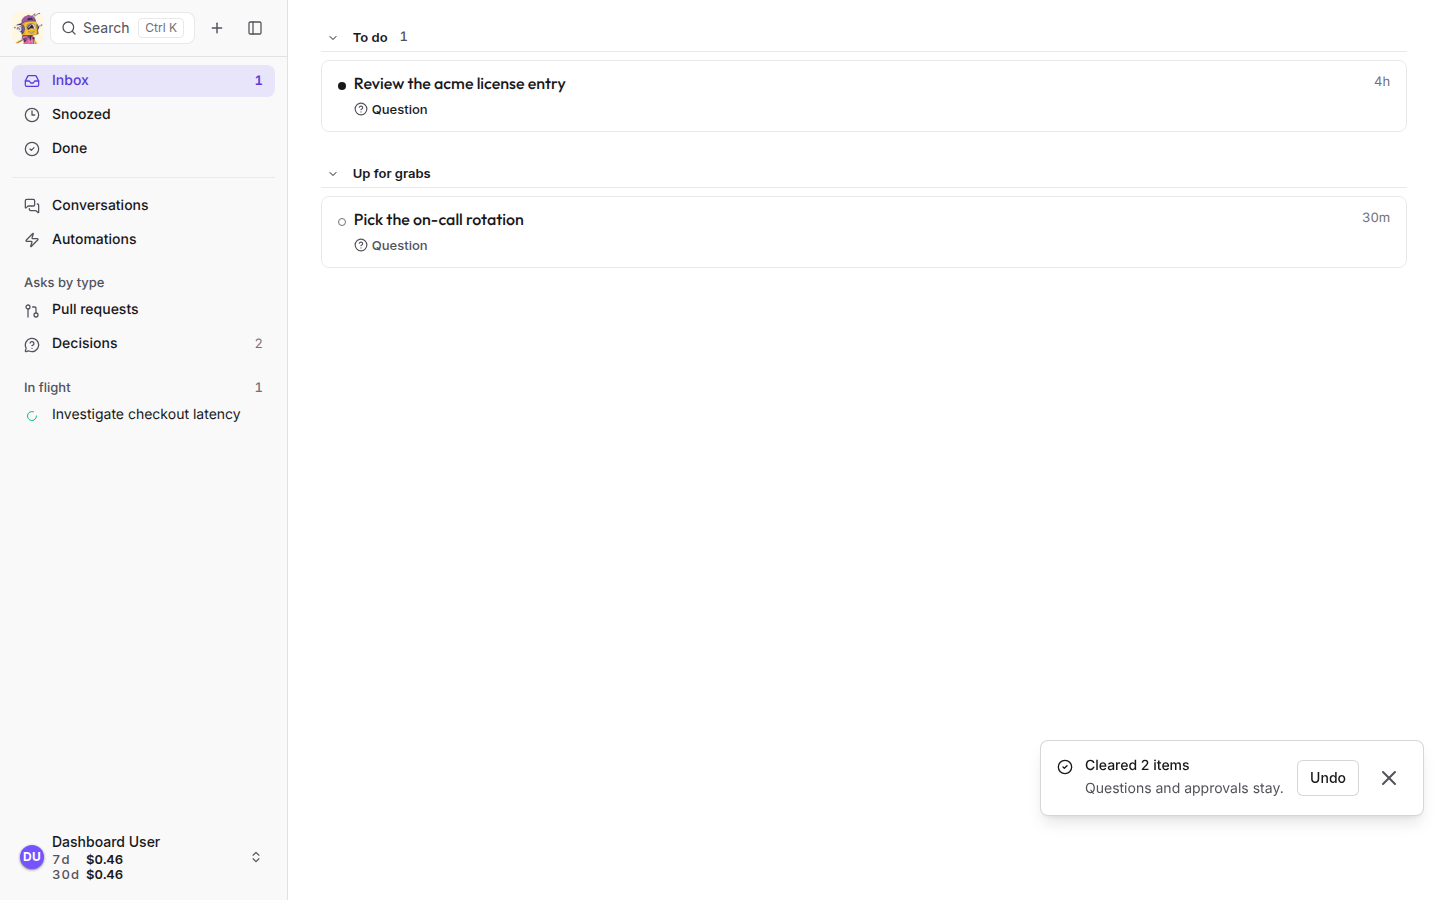 Search Ctrl K
Inbox 1
Snoozed
Done
Conversations
Automations
Asks by type
Pull requests
Decisions 2
In flight 1
Investigate checkout latency
DU
Dashboard User
7d $0.46
30d $0.46
To do 1
Review the acme license entry 4h
Question
Up for grabs
Pick the on-call rotation 30m
Question
Cleared 2 items
Questions and approvals stay.
Undo